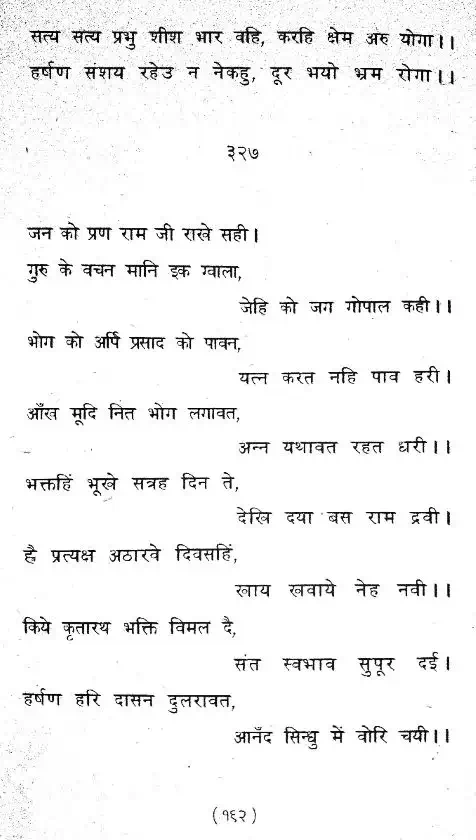 सत्य सत्य प्रभु शीश भार वहि, करहि क्षेम अरु योगा।।
हर्षण संशय रहेउ न नेकहु, दूर भयो भ्रम रोगा।।
३२७
जन को प्रण राम जी राखे सही।
गुरु के वचन मानि इक ग्वाला,
जेहि को जग गोपाल कही।।
भोग को अर्पि प्रसाद को पावन,
यत्न करत नहि पाव हरी।
आँख मूदि नित भोग लगावत,
अन्न यथावत रहत धरी।।
भक्तहिं भूखे सत्रह दिन ते,
देखि दया बस राम द्रवी।
ह्वै प्रत्यक्ष अठारवे दिवसहिं,
खाय खवाये नेह नवी।।
किये कृतारथ भक्ति विमल दै,
संत स्वभाव सुपूर दई।
हर्षण हरि दासन दुलरावत,
आनँद सिन्धु में वोरि चयी।।
(१६२)